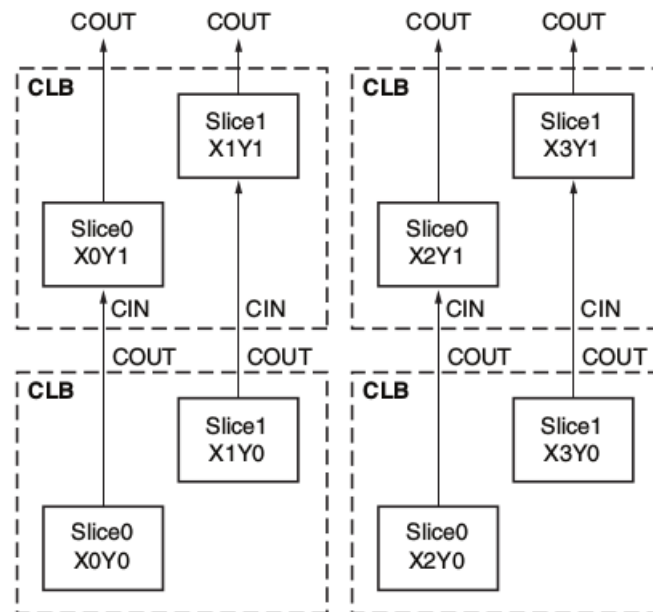 COUT COUT COUT COUT
CLB CLB
Slice1
X1Y1
Slice1
X3Y1
Slice0
X0Y1
Slice0
X2Y1
CIN CIN CIN CIN
COUT COUT COUT COUT
CLB CLB
Slice1
X1Y0
Slice1
X3Y0
Slice0
X0Y0
Slice0
X2Y0